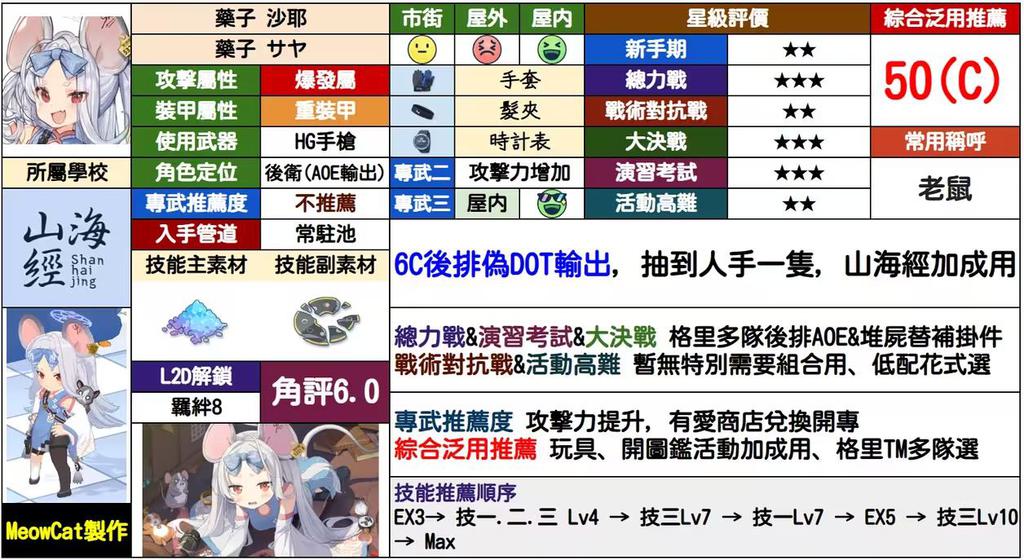 藥子 沙耶
市街 屋外 屋内
星級評價
綜合泛用推薦
藥子 サヤ
新手期 ★★
50(C)
攻擊屬性 爆發屬
手套
總力戰 ★★★
裝甲屬性 重裝甲
髮夾
戰術對抗戰 ★★
使用武器 HG手槍
時計表
大決戰 ★★★
常用稱呼
所屬學校
角色定位 後衛(AOE輸出)
專武二 攻擊力增加
演習考試 ★★★
老鼠
專武推薦度 不推薦
專武三 屋内
活動高難 ★★
山海
經
Shan
hai
jing
入手管道 常駐池
技能主素材 技能副素材
6C後排偽DOT輸出, 抽到人手一隻, 山海經加成用
總力戰&演習考試&大決戰 格里多隊後排AOE&堆屍替補掛件
戰術對抗戰&活動高難 暫無特別需要組合用、低配花式選
L2D解鎖
羈絆8
角評6.0
專武推薦度 攻擊力提升, 有愛商店兌換開專
綜合泛用推薦 玩具、開圖鑑活動加成用、格里TM多隊選
技能推薦順序
EX3→ 技一.二.三 Lv4 → 技三Lv7 → 技一Lv7 → EX5 → 技三Lv10
→ Max
MeowCat製作